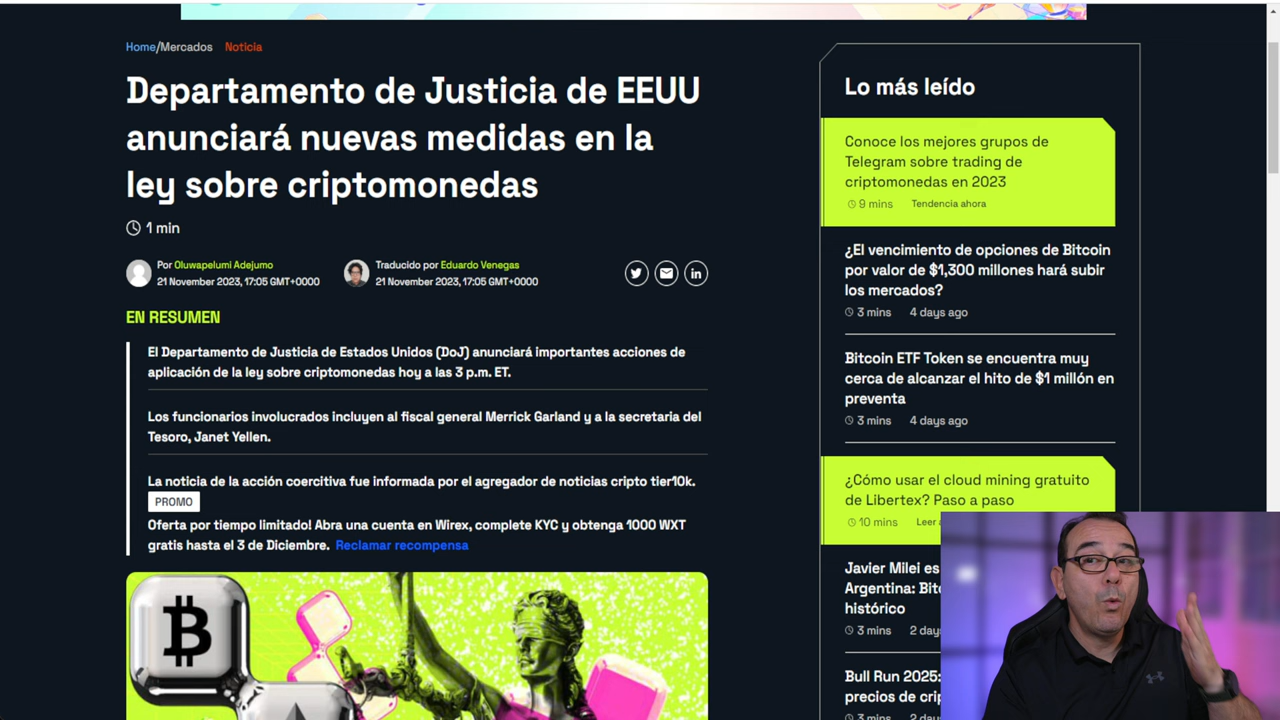 Home/Mercados Noticia
Departamento de Justicia de EEUU
anunciará nuevas medidas en la
ley sobre criptomonedas
1 min
Por Oluwapelumi Adejumo
21 November 2023, 17:05 GMT+0000
Traducido por Eduardo Venegas
21 November 2023, 17:05 GMT+0000
EN RESUMEN
El Departamento de Justicia de Estados Unidos (DoJ) anunciará importantes acciones de
aplicación de la ley sobre criptomonedas hoy a las 3 p.m. ET.
Los funcionarios involucrados incluyen al fiscal general Merrick Garland y a la secretaria del
Tesoro, Janet Yellen.
La noticia de la acción coercitiva fue informada por el agregador de noticias cripto tier10k.
PROMO
Oferta por tiempo limitado! Abra una cuenta en Wirex, complete KYC y obtenga 1000 WXT
gratis hasta el 3 de Diciembre. Reclamar recompensa
Lo más leído
Conoce los mejores grupos de
Telegram sobre trading de
criptomonedas en 2023
9 mins Tendencia ahora
¿El vencimiento de opciones de Bitcoin
por valor de $1,300 millones hará subir
los mercados?
3 mins 4 days ago
Bitcoin ETF Token se encuentra muy
cerca de alcanzar el hito de $1 millón en
preventa
3 mins 4 days ago
¿Cómo usar el cloud mining gratuito
de Libertex? Paso a paso
10 mins Leer
Javier Milei es
Argentina:
histórico
3 mins 2
Bull Run 2025:
precios de
3 mins 2